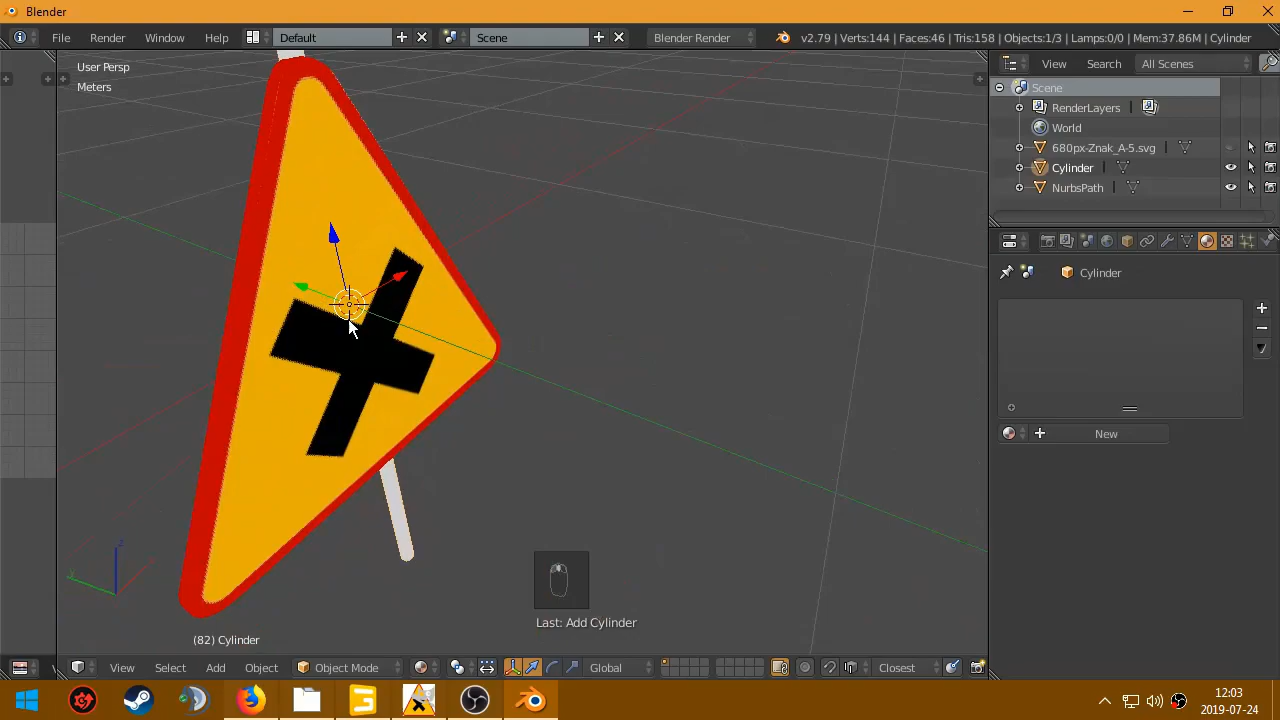 Blender
File Render Window Help Default Scene Blender Render v2.79 | Verts:144 | Faces:46 | Tris:158 | Objects:1/3 | Lamps:0/0 | Mem:37.86M | Cylinder
User Persp
Meters
View Search All Scenes
Scene
RenderLayers
World
680px-Znak_A-5.svg
Cylinder
NurbsPath
Cylinder
New
Last: Add Cylinder
(82) Cylinder
View Select Add Object Object Mode Global Closest
12:03
2019-07-24